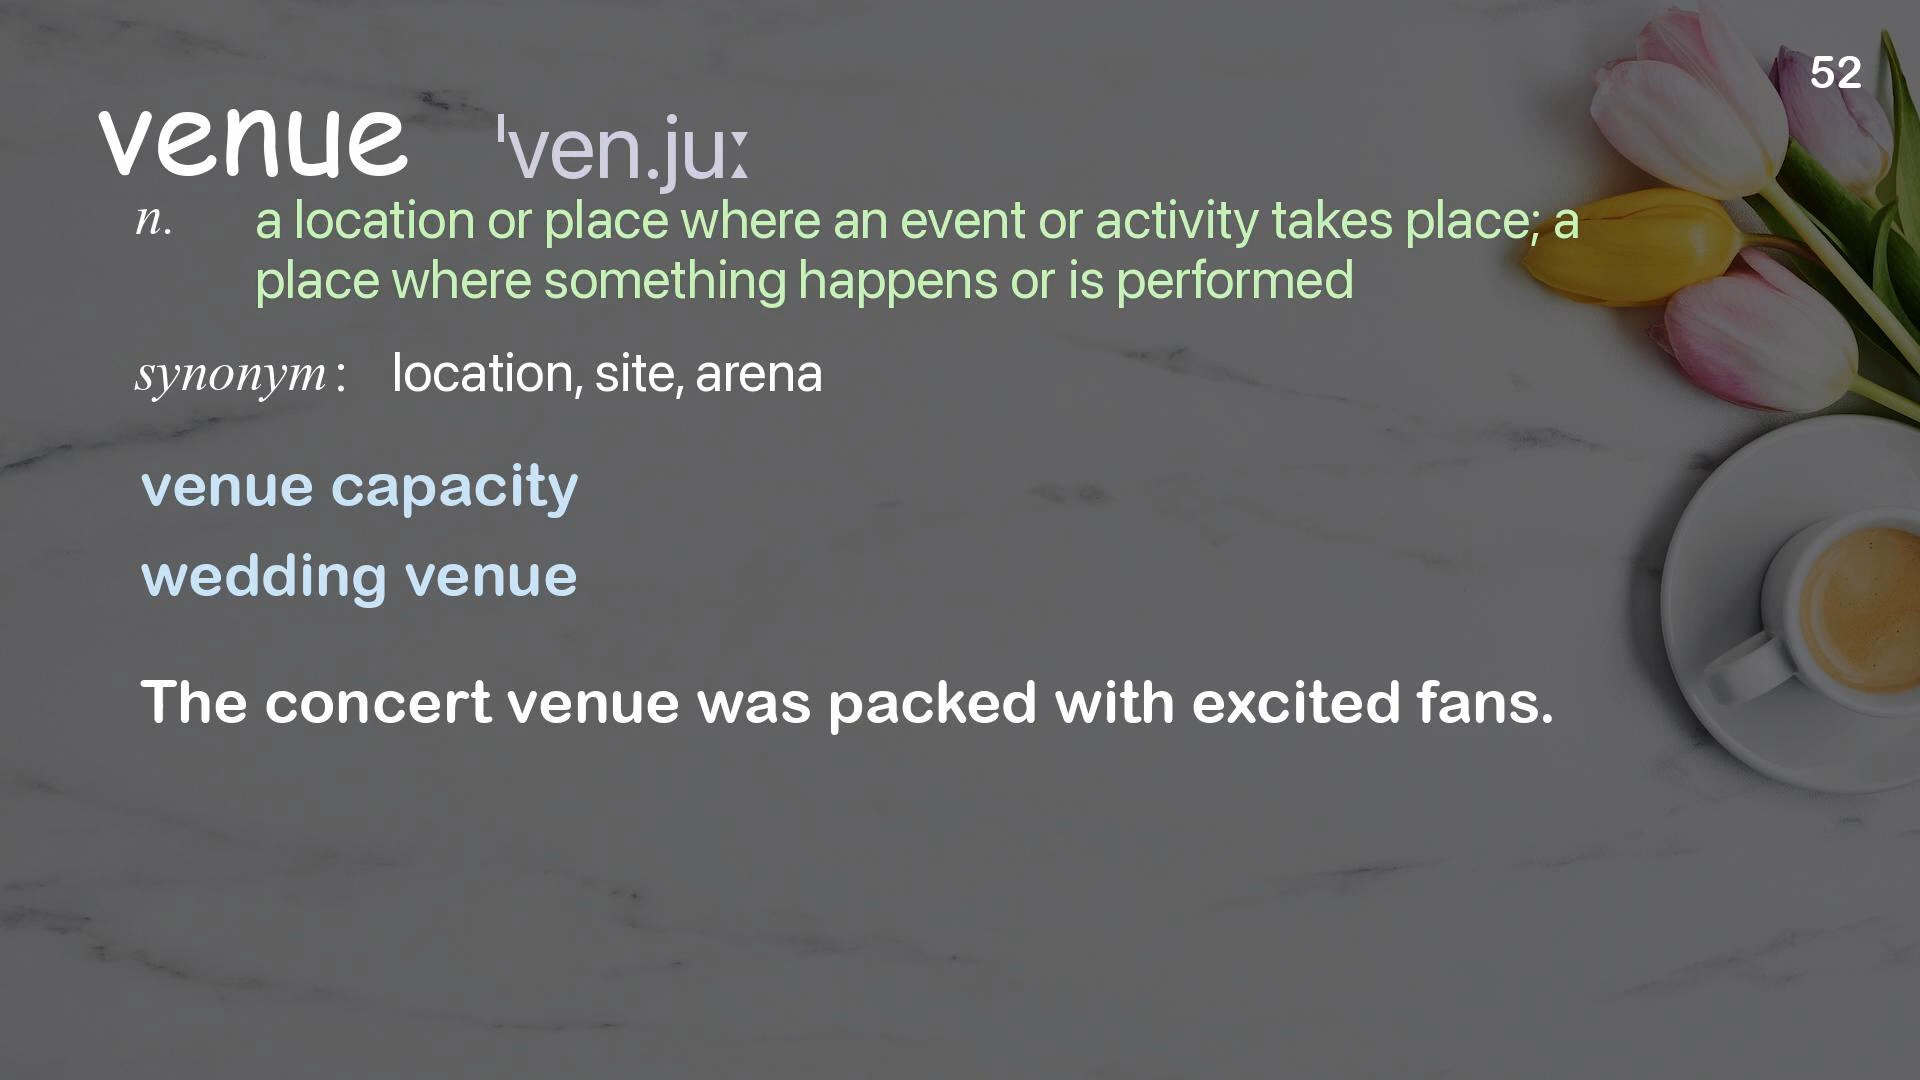 52
venue ˈven.juː
n. a location or place where an event or activity takes place; a
place where something happens or is performed
synonym : location, site, arena
venue capacity
wedding venue
The concert venue was packed with excited fans.